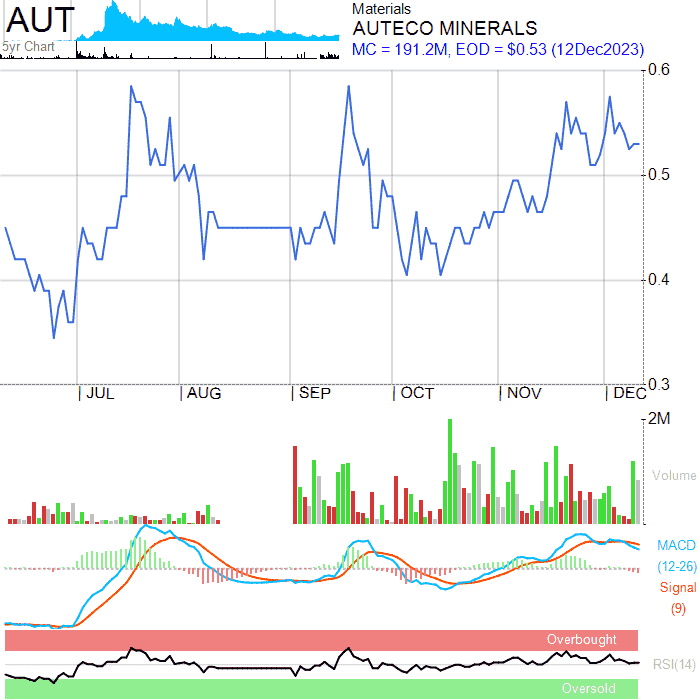 AUT
5yr Chart
Materials
AUTECO MINERALS
MC = 191.2M, EOD = $0.53 (12Dec2023)
0.6
0.5
0.4
0.3
| JUL
| AUG
| SEP
| OCT
| NOV
| DEC
2M
Volume
MACD
(12-26)
Signal
(9)
Overbought
RSI(14)
Oversold